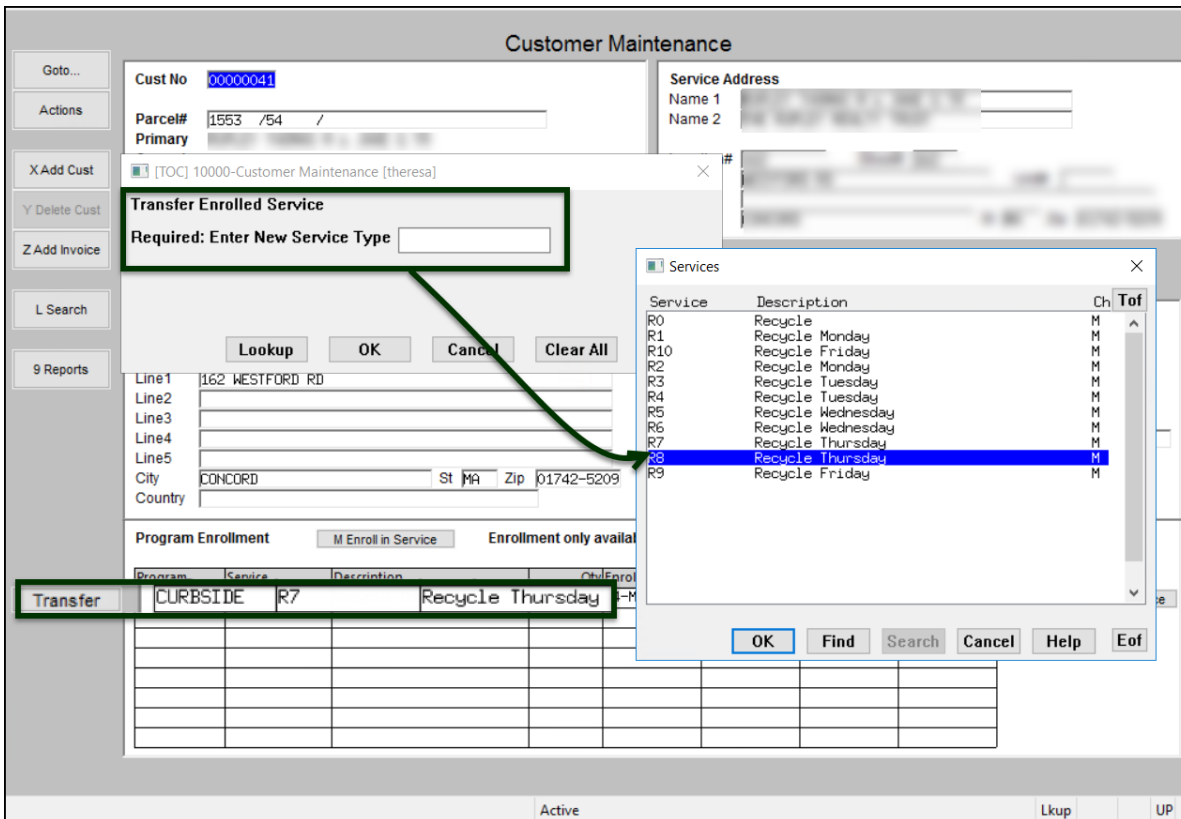 Customer Maintenance
Goto...
Actions
X Add Cust
Y Delete Cust
Z Add Invoice
L Search
9 Reports
Cust No 00000041
Parcel# 1553 /54 /
Primary
Service Address
Name 1
Name 2
#
[TOC] 10000-Customer Maintenance [theresa]
Transfer Enrolled Service
Required: Enter New Service Type
Lookup OK Cancel Clear All
Line1 162 WESTFORD RD
Line2
Line3
Line4
Line5
City CONCORD St MA Zip 01742-5209
Country
Program Enrollment M Enroll in Service Enrollment only availal
Program Service Description Qty Enrol
Transfer CURBSIDE R7 Recycle Thursday 4-M
Services
Service Description Ch Tof
R0 Recycle M
R1 Recycle Monday M
R10 Recycle Friday M
R2 Recycle Monday M
R3 Recycle Tuesday M
R4 Recycle Tuesday M
R5 Recycle Wednesday M
R6 Recycle Wednesday M
R7 Recycle Thursday M
R8 Recycle Thursday M
R9 Recycle Friday M
OK Find Search Cancel Help Eof
Active Lkup UP